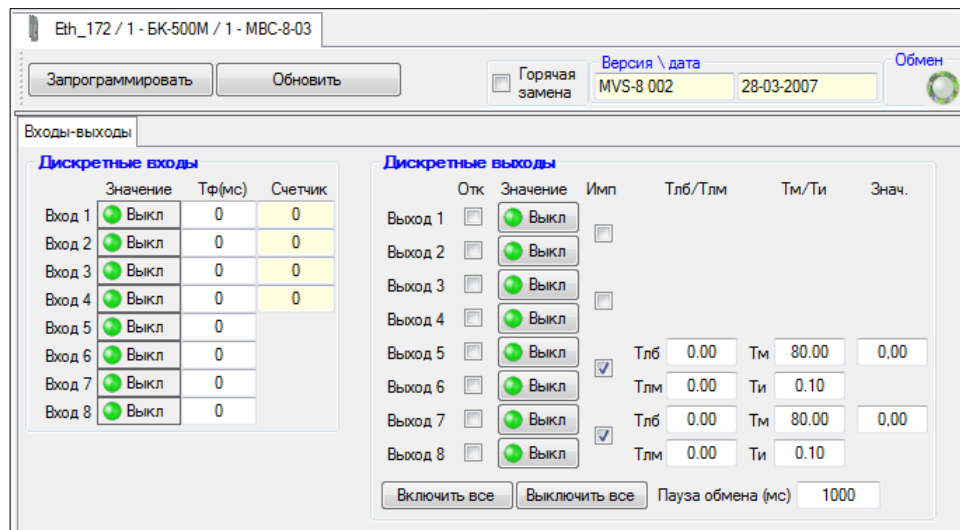 Eth_172 / 1 - БК-500М / 1 - МВС-8-03
Запрограммировать Обновить Горячая замена Версия \ дата MVS-8 002 28-03-2007 Обмен
Входы-выходы
Дискретные входы
Значение Тф(мс) Счетчик
Вход 1 Выкл 0 0
Вход 2 Выкл 0 0
Вход 3 Выкл 0 0
Вход 4 Выкл 0 0
Вход 5 Выкл 0
Вход 6 Выкл 0
Вход 7 Выкл 0
Вход 8 Выкл 0
Дискретные выходы
Отк Значение Имп Тлб/Тлм Тм/Ти Знач.
Выход 1 Выкл
Выход 2 Выкл
Выход 3 Выкл
Выход 4 Выкл
Выход 5 Выкл Тлб 0.00 Тм 80.00 0,00
Выход 6 Выкл Тлм 0.00 Ти 0.10
Выход 7 Выкл Тлб 0.00 Тм 80.00 0,00
Выход 8 Выкл Тлм 0.00 Ти 0.10
Включить все Выключить все Пауза обмена (мс) 1000